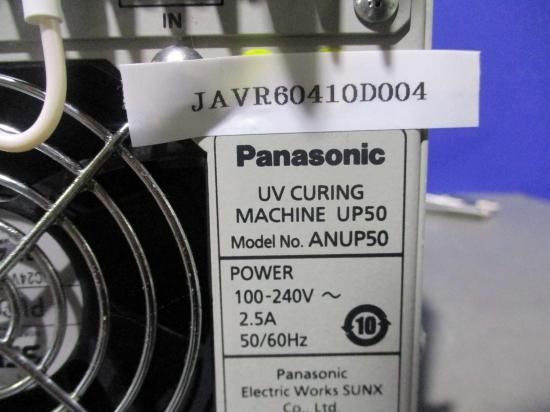 IN
JAVR60410D004
Panasonic
UV CURING
MACHINE UP50
Model No. ANUP50
POWER
100-240V ～
2.5A
50/60Hz
10
Panasonic
Electric Works SUNX
Co., Ltd.